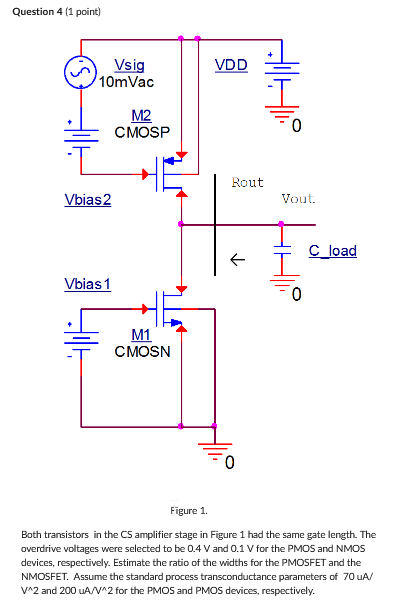 Question 4 (1 point)
Vsig
10mVac
VDD
+
-
0
M2
CMOSP
+
-
Vbias2
Rout
Vout
C_load
←
0
Vbias1
+
-
M1
CMOSN
0
Figure 1.
Both transistors in the CS amplifier stage in Figure 1 had the same gate length. The
overdrive voltages were selected to be 0.4 V and 0.1 V for the PMOS and NMOS
devices, respectively. Estimate the ratio of the widths for the PMOSFET and the
NMOSFET. Assume the standard process transconductance parameters of 70 uA/
V^2 and 200 uA/V^2 for the PMOS and PMOS devices, respectively.